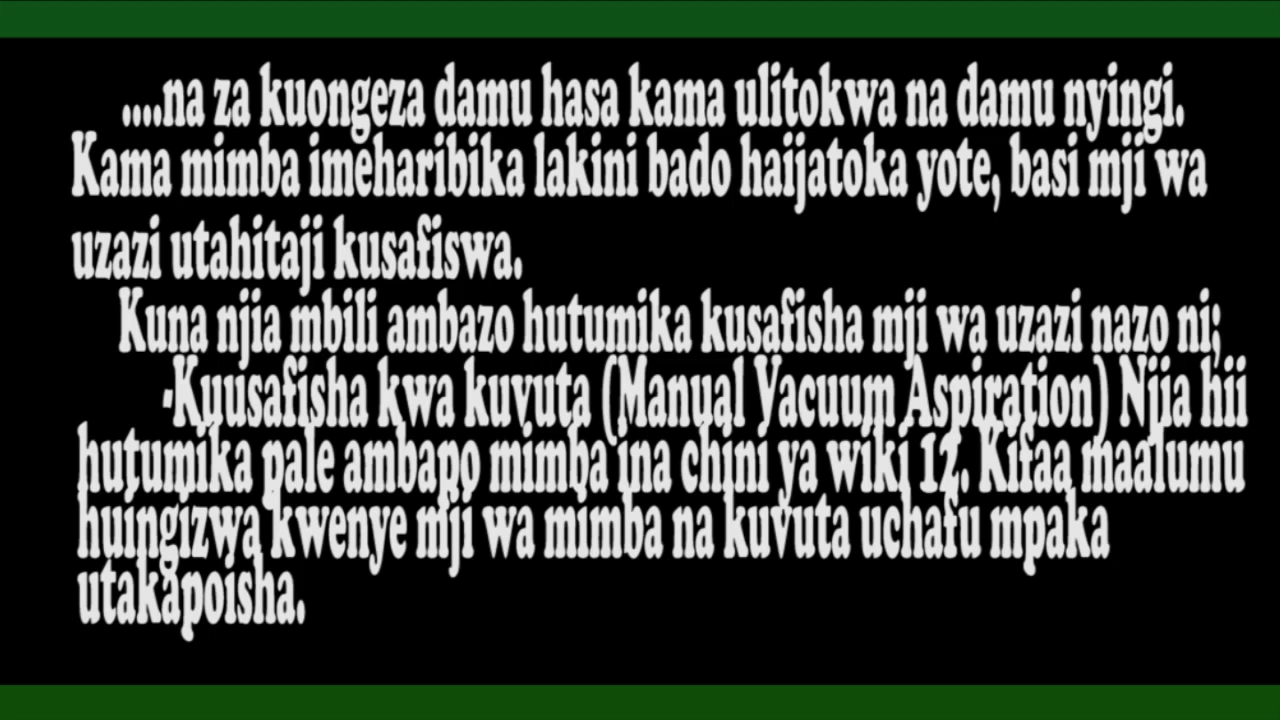 ....na za kuongeza damu hasa kama ulitokwa na damu nyingi.
Kama mimba imeharibika lakini bado haijatoka yote, basi mji wa
uzazi utahitaji kusafiswa.
Kuna njia mbili ambazo hutumika kusafisha mji wa uzazi nazo ni;
-Kuusafisha kwa kuvuta (Manual Vacuum Aspiration) Njia hii
hutumika pale ambapo mimba ina chini ya wiki 12. Kifaa maalumu
huingizwa kwenye mji wa mimba na kuvuta uchafu mpaka
utakapoisha.